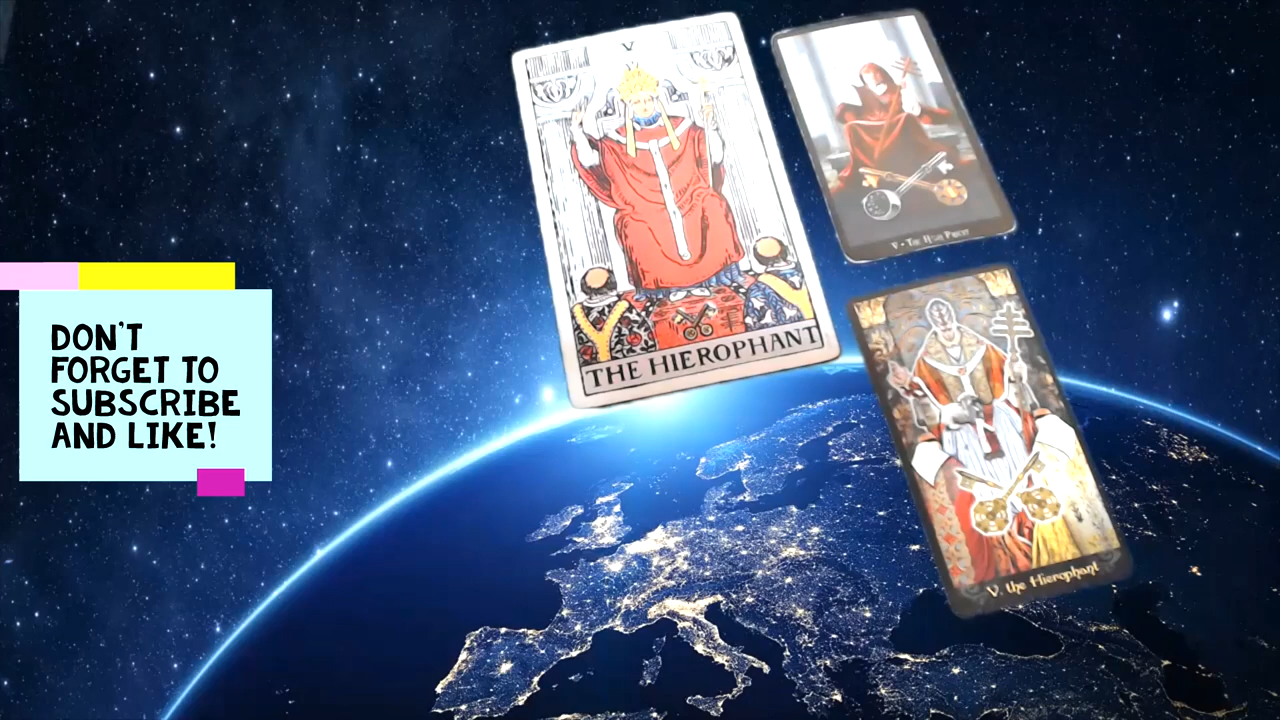 DON'T
FORGET TO
SUBSCRIBE
AND LIKE!
V
THE HIEROPHANT
V - The High Priest
V. the Hierophant